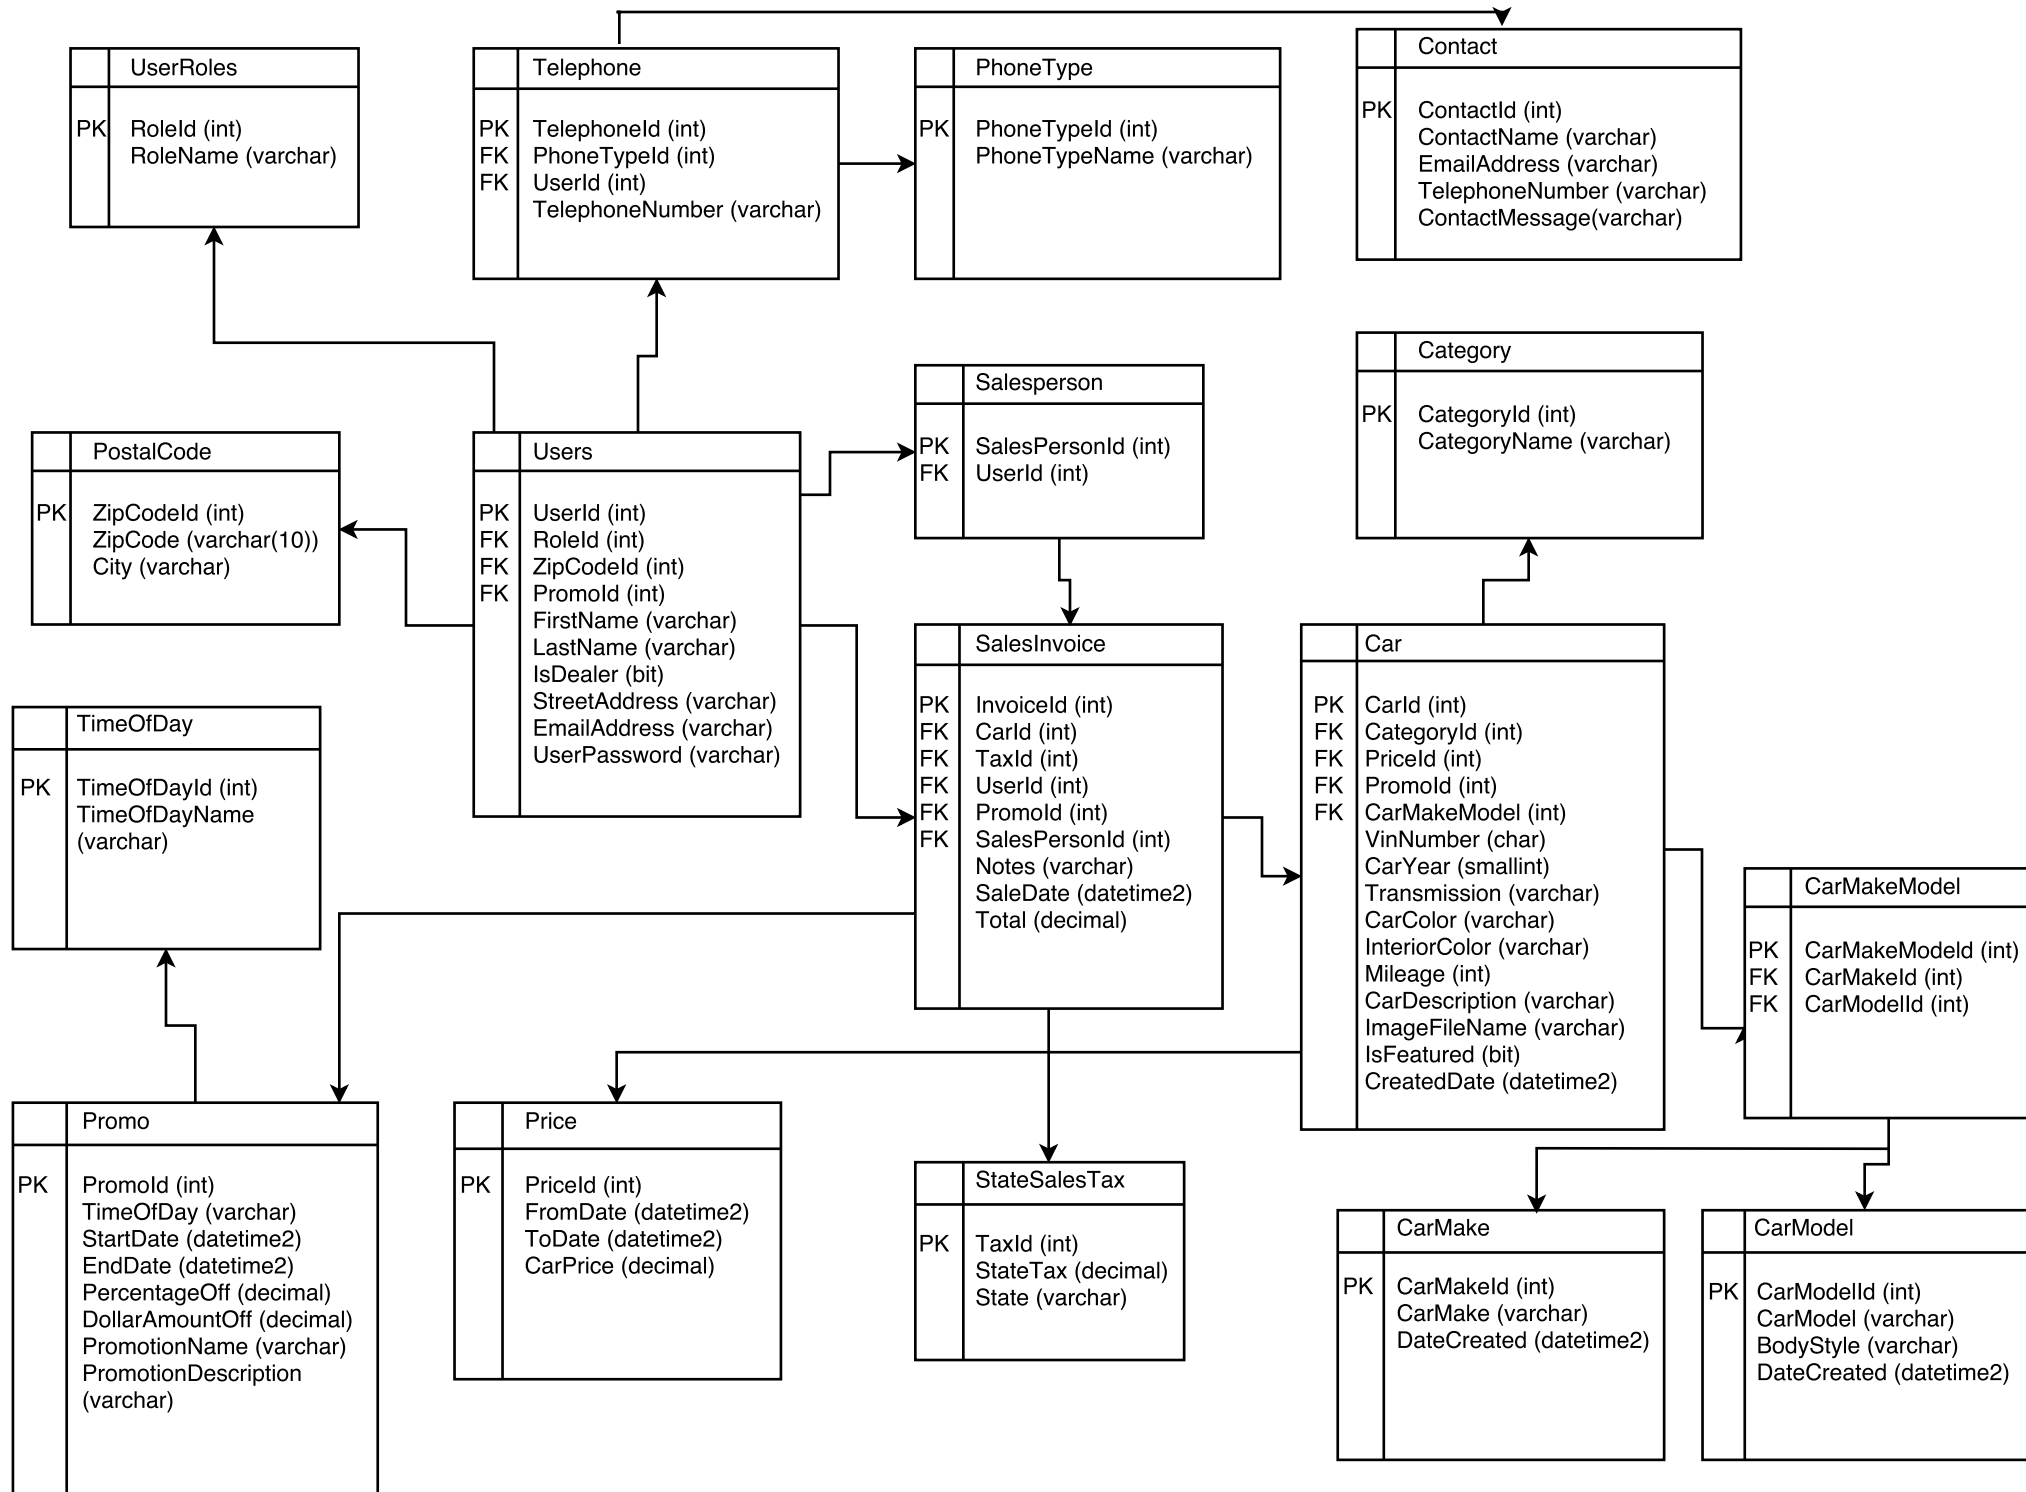 UserRoles
PK RoleId (int)
RoleName (varchar)
Telephone
PK TelephoneId (int)
FK PhoneTypeId (int)
FK UserId (int)
TelephoneNumber (varchar)
PhoneType
PK PhoneTypeId (int)
PhoneTypeName (varchar)
Contact
PK ContactId (int)
ContactName (varchar)
EmailAddress (varchar)
TelephoneNumber (varchar)
ContactMessage(varchar)
PostalCode
PK ZipCodeId (int)
ZipCode (varchar(10))
City (varchar)
Users
PK UserId (int)
FK RoleId (int)
FK ZipCodeId (int)
FK PromoId (int)
FirstName (varchar)
LastName (varchar)
IsDealer (bit)
StreetAddress (varchar)
EmailAddress (varchar)
UserPassword (varchar)
Salesperson
PK SalesPersonId (int)
FK UserId (int)
Category
PK CategoryId (int)
CategoryName (varchar)
TimeOfDay
PK TimeOfDayId (int)
TimeOfDayName
(varchar)
SalesInvoice
PK InvoiceId (int)
FK CarId (int)
FK TaxId (int)
FK UserId (int)
FK PromoId (int)
FK SalesPersonId (int)
Notes (varchar)
SaleDate (datetime2)
Total (decimal)
Car
PK CarId (int)
FK CategoryId (int)
FK PriceId (int)
FK PromoId (int)
FK CarMakeModel (int)
VinNumber (char)
CarYear (smallint)
Transmission (varchar)
CarColor (varchar)
InteriorColor (varchar)
Mileage (int)
CarDescription (varchar)
ImageFileName (varchar)
IsFeatured (bit)
CreatedDate (datetime2)
CarMakeModel
PK CarMakeModeId (int)
FK CarMakeId (int)
FK CarModelId (int)
Promo
PK PromoId (int)
TimeOfDay (varchar)
StartDate (datetime2)
EndDate (datetime2)
PercentageOff (decimal)
DollarAmountOff (decimal)
PromotionName (varchar)
PromotionDescription
(varchar)
Price
PK PriceId (int)
FromDate (datetime2)
ToDate (datetime2)
CarPrice (decimal)
StateSalesTax
PK TaxId (int)
StateTax (decimal)
State (varchar)
CarMake
PK CarMakeId (int)
CarMake (varchar)
DateCreated (datetime2)
CarModel
PK CarModelId (int)
CarModel (varchar)
BodyStyle (varchar)
DateCreated (datetime2)